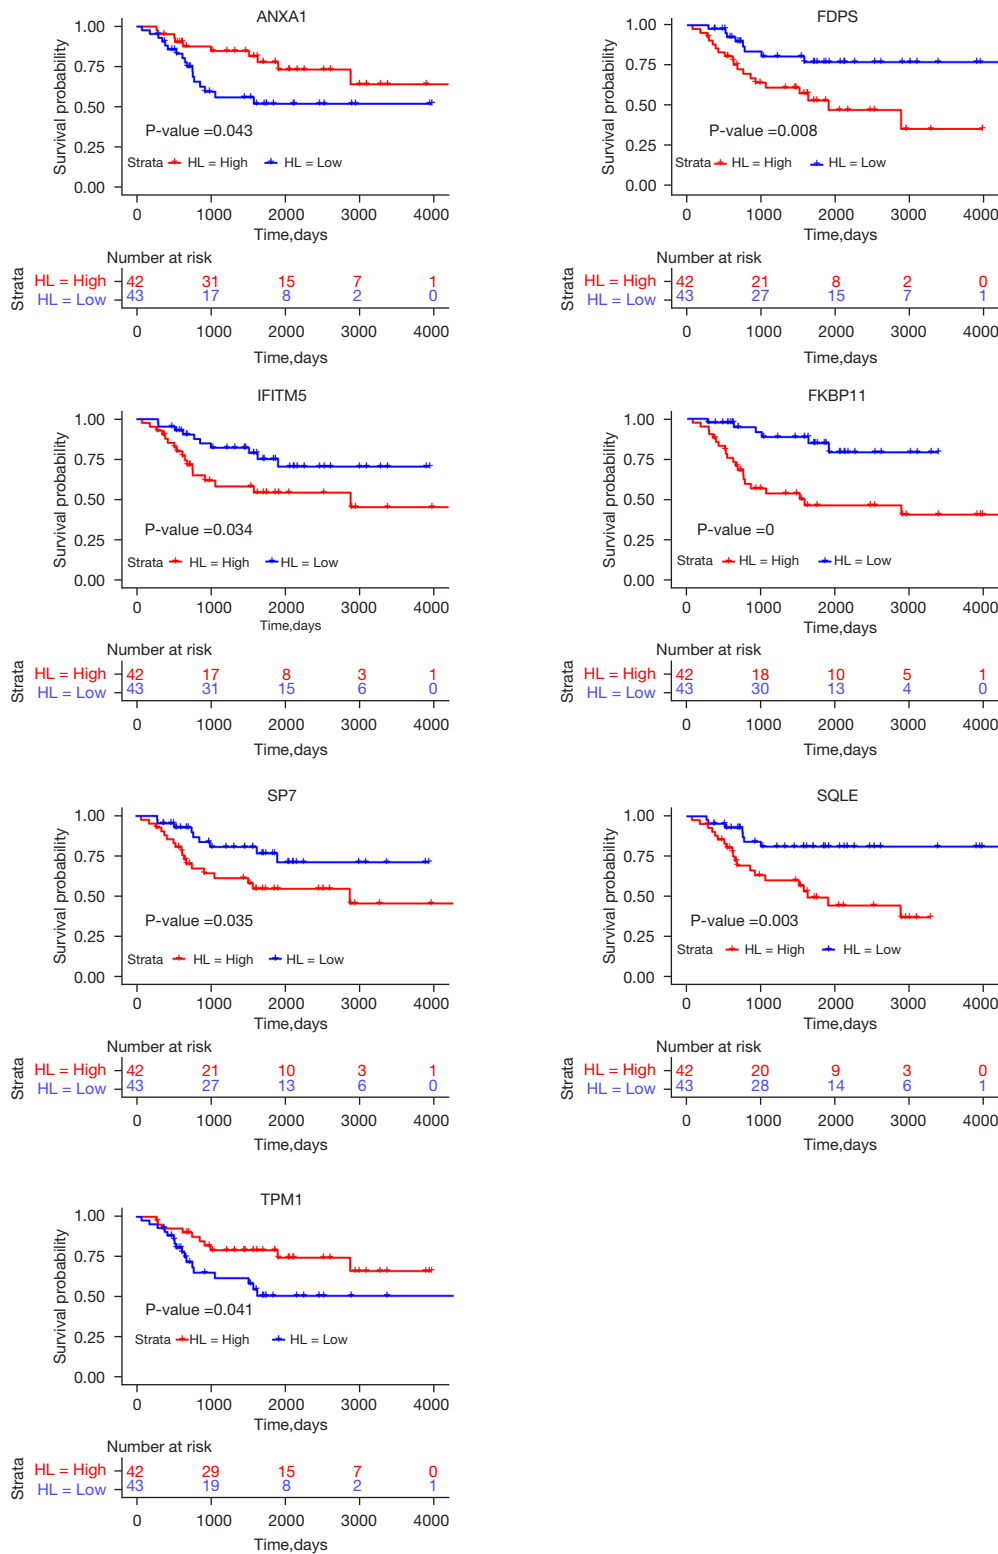 ANXA1
Survival probability
1.00
0.75
0.50
0.25
0.00
P-value =0.043
Strata HL = High HL = Low
0 1000 2000 3000 4000
Time,days
Number at risk
Strata
HL = High 42 31 15 7 1
HL = Low 43 17 8 2 0
0 1000 2000 3000 4000
Time,days
FDPS
Survival probability
1.00
0.75
0.50
0.25
0.00
P-value =0.008
Strata HL = High HL = Low
0 1000 2000 3000 4000
Time,days
Number at risk
Strata
HL = High 42 21 8 2 0
HL = Low 43 27 15 7 1
0 1000 2000 3000 4000
Time,days
IFITM5
Survival probability
1.00
0.75
0.50
0.25
0.00
P-value =0.034
Strata HL = High HL = Low
0 1000 2000 3000 4000
Time,days
Number at risk
Strata
HL = High 42 17 8 3 1
HL = Low 43 31 15 6 0
0 1000 2000 3000 4000
Time,days
FKBP11
Survival probability
1.00
0.75
0.50
0.25
0.00
P-value =0
Strata HL = High HL = Low
0 1000 2000 3000 4000
Time,days
Number at risk
Strata
HL = High 42 18 10 5 1
HL = Low 43 30 13 4 0
0 1000 2000 3000 4000
Time,days
SP7
Survival probability
1.00
0.75
0.50
0.25
0.00
P-value =0.035
Strata HL = High HL = Low
0 1000 2000 3000 4000
Time,days
Number at risk
Strata
HL = High 42 21 10 3 1
HL = Low 43 27 13 6 0
0 1000 2000 3000 4000
Time,days
SQLE
Survival probability
1.00
0.75
0.50
0.25
0.00
P-value =0.003
Strata HL = High HL = Low
0 1000 2000 3000 4000
Time,days
Number at risk
Strata
HL = High 42 20 9 3 0
HL = Low 43 28 14 6 1
0 1000 2000 3000 4000
Time,days
TPM1
Survival probability
1.00
0.75
0.50
0.25
0.00
P-value =0.041
Strata HL = High HL = Low
0 1000 2000 3000 4000
Time,days
Number at risk
Strata
HL = High 42 29 15 7 0
HL = Low 43 19 8 2 1
0 1000 2000 3000 4000
Time,days